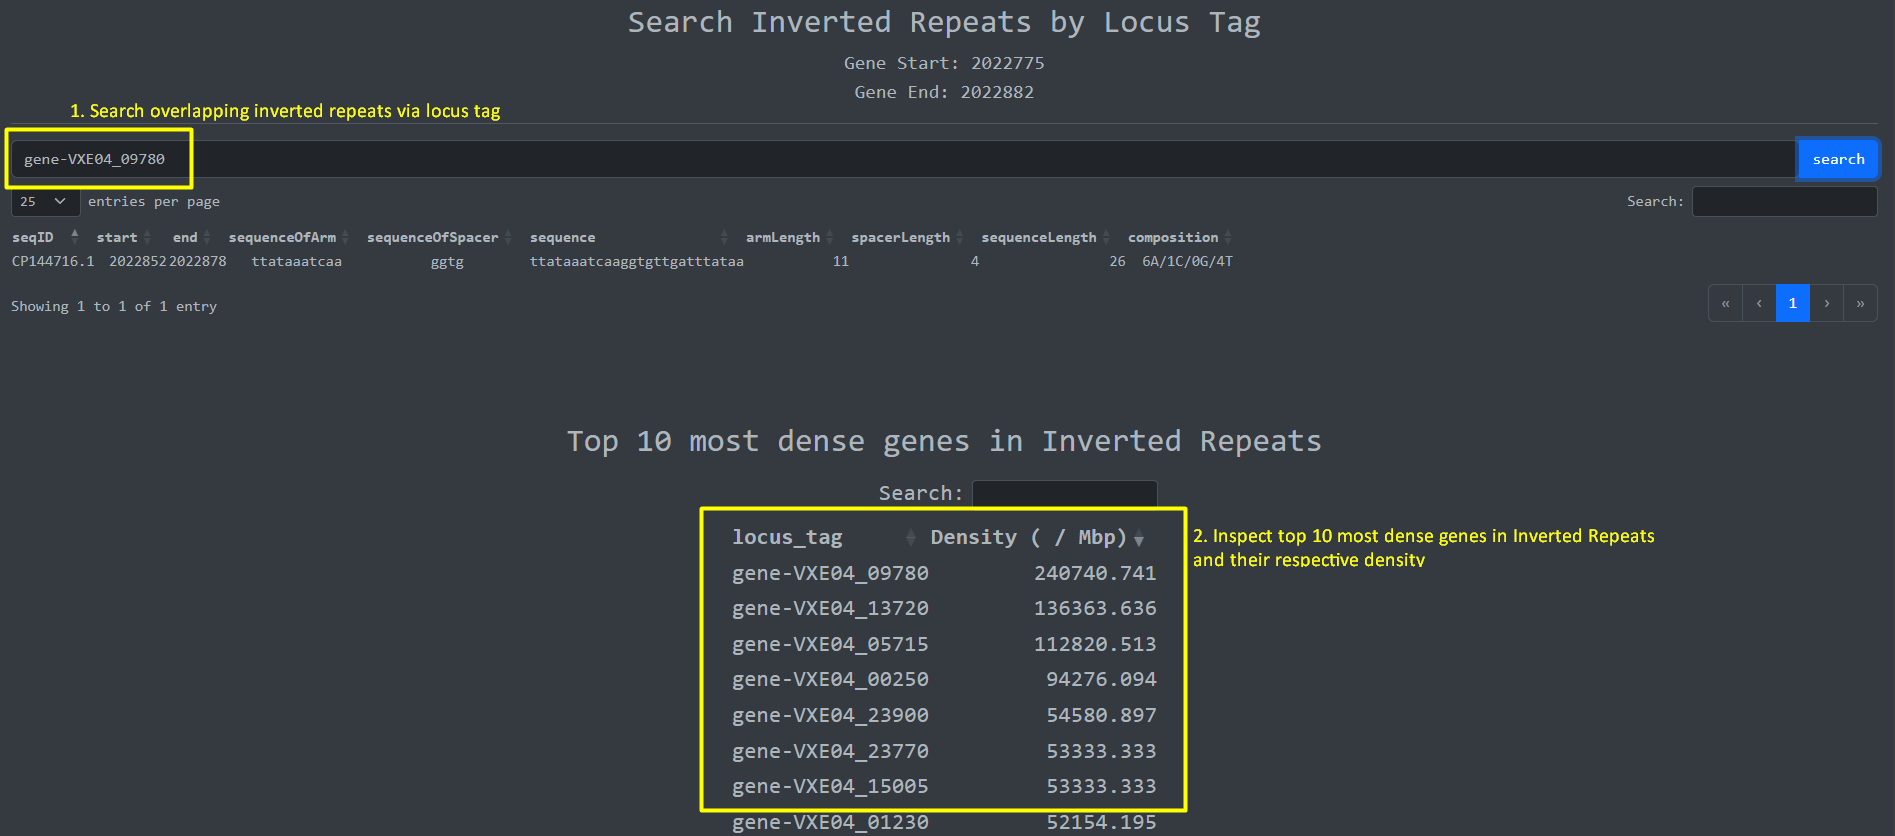 Search Inverted Repeats by Locus Tag
Gene Start: 2022775
Gene End: 2022882
1. Search overlapping inverted repeats via locus tag
gene-VXE04_09780 search
25 entries per page Search:
seqID start end sequenceOfArm sequenceOfSpacer sequence armLength spacerLength sequenceLength composition
CP144716.1 2022852 2022878 ttataaatcaa ggtg ttataaatcaaggtgttgatttataa 11 4 26 6A/1C/0G/4T
Showing 1 to 1 of 1 entry « ‹ 1 › »
Top 10 most dense genes in Inverted Repeats
Search:
locus_tag Density ( / Mbp)
2. Inspect top 10 most dense genes in Inverted Repeats
and their respective density
gene-VXE04_09780 240740.741
gene-VXE04_13720 136363.636
gene-VXE04_05715 112820.513
gene-VXE04_00250 94276.094
gene-VXE04_23900 54580.897
gene-VXE04_23770 53333.333
gene-VXE04_15005 53333.333
gene-VXE04_01230 52154.195